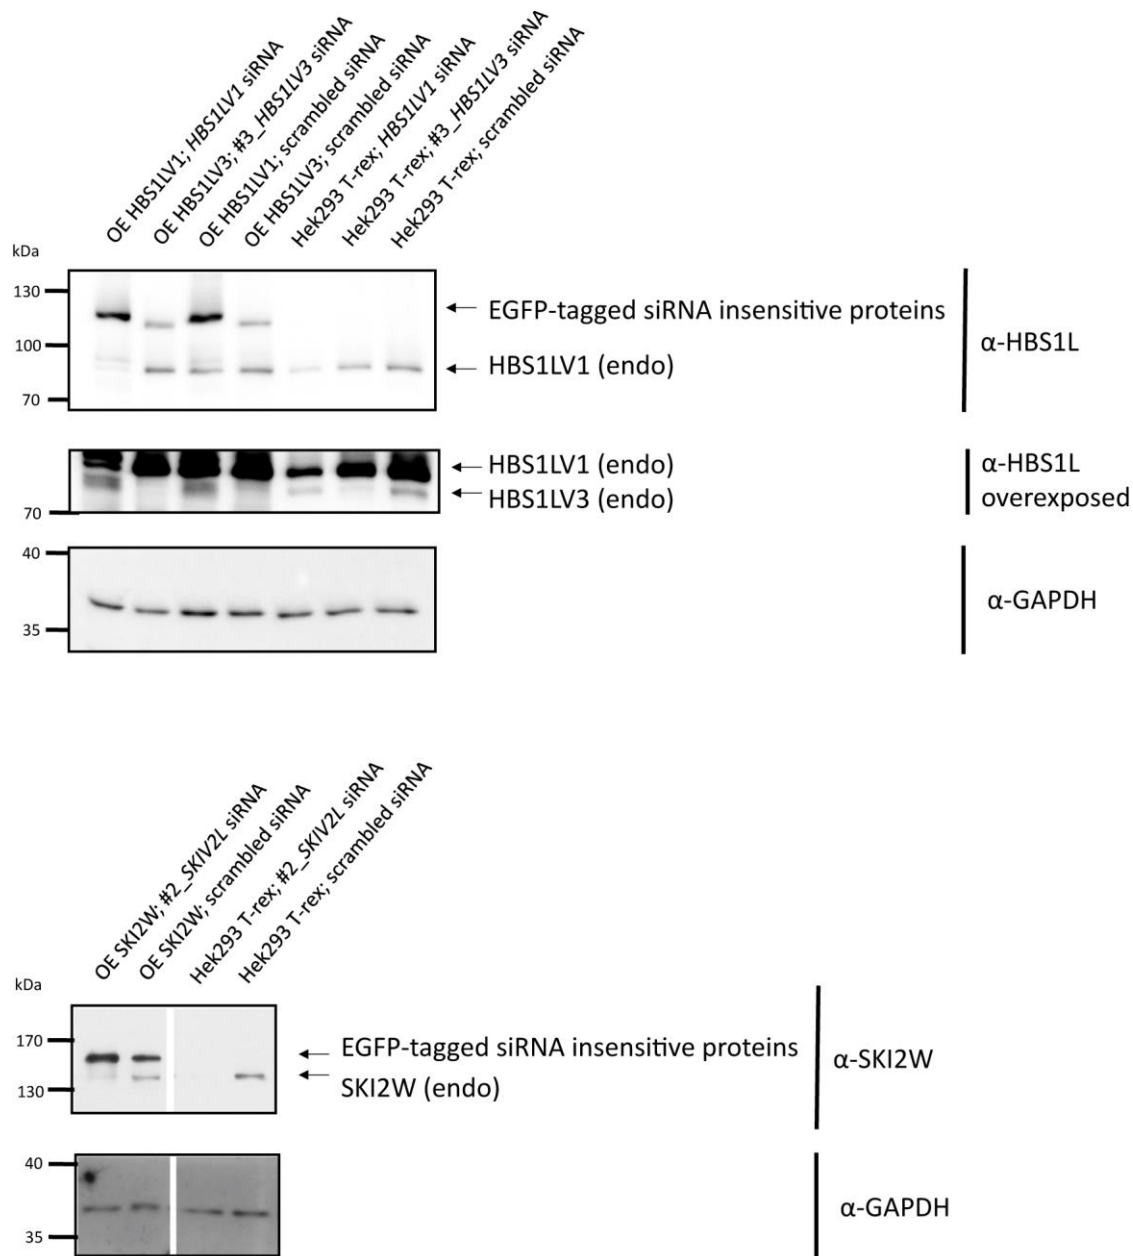 OE HBS1LV1; HBS1LV1 siRNA
OE HBS1LV3; #3_HBS1LV3 siRNA
OE HBS1LV1; scrambled siRNA
OE HBS1LV3; scrambled siRNA
Hek293 T-rex; HBS1LV1 siRNA
Hek293 T-rex; #3_HBS1LV3 siRNA
Hek293 T-rex; scrambled siRNA
kDa
130
100
70
EGFP-tagged siRNA insensitive proteins
HBS1LV1 (endo)
α-HBS1L
HBS1LV1 (endo)
HBS1LV3 (endo)
α-HBS1L
overexposed
70
40
35
α-GAPDH
OE SKI2W; #2_SKIV2L siRNA
OE SKI2W; scrambled siRNA
Hek293 T-rex; #2_SKIV2L siRNA
Hek293 T-rex; scrambled siRNA
kDa
170
130
EGFP-tagged siRNA insensitive proteins
SKI2W (endo)
α-SKI2W
40
35
α-GAPDH